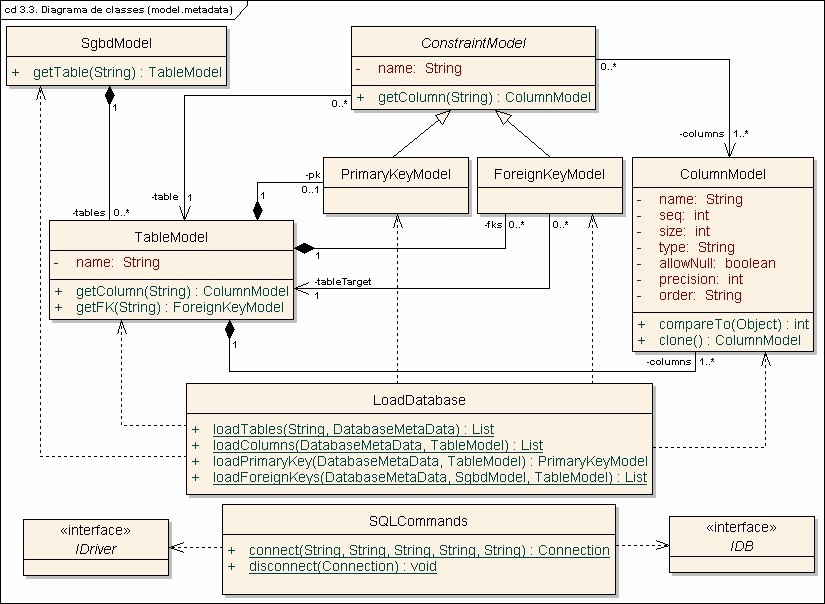 cd 3.3. Diagrama de classes (model.metadata)
SgbdModel
+ getTable(String) : TableModel
ConstraintModel
- name: String
+ getColumn(String) : ColumnModel
0..*
0..*
1
-columns 1..*
-pk
0..1
1
PrimaryKeyModel
ForeignKeyModel
ColumnModel
- name: String
- seq: int
- size: int
- type: String
- allowNull: boolean
- precision: int
- order: String
+ compareTo(Object) : int
+ clone() : ColumnModel
-table 1
-tables 0..*
-fks 0..*
0..*
TableModel
- name: String
+ getColumn(String) : ColumnModel
+ getFK(String) : ForeignKeyModel
1
-tableTarget
1
1
-columns 1..*
LoadDatabase
+ loadTables(String, DatabaseMetaData) : List
+ loadColumns(DatabaseMetaData, TableModel) : List
+ loadPrimaryKey(DatabaseMetaData, TableModel) : PrimaryKeyModel
+ loadForeignKeys(DatabaseMetaData, SgbdModel, TableModel) : List
«interface»
IDriver
SQLCommands
+ connect(String, String, String, String, String) : Connection
+ disconnect(Connection) : void
«interface»
IDB